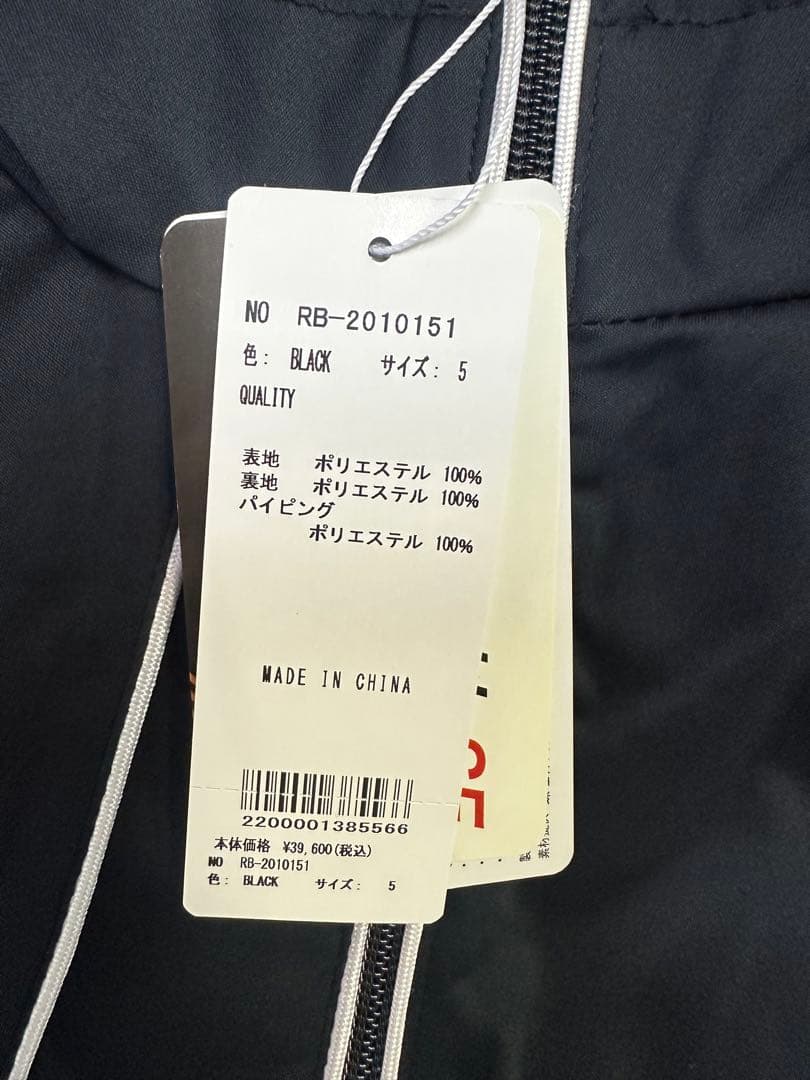 NO RB-2010151
色: BLACK サイズ: 5
QUALITY
表地 ポリエステル 100%
裏地 ポリエステル 100%
パイピング
ポリエステル 100%
MADE IN CHINA
2200001385566
本体価格 ¥39,600(税込)
NO RB-2010151
色: BLACK サイズ: 5